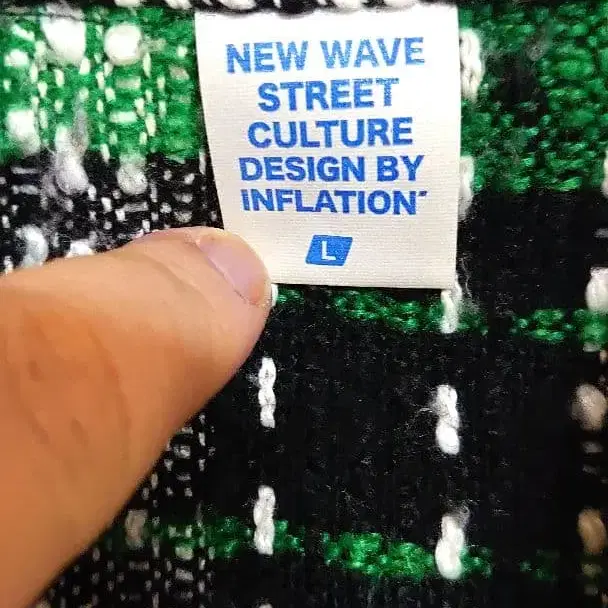 NEW WAVE
STREET
CULTURE
DESIGN BY
INFLATION"
L